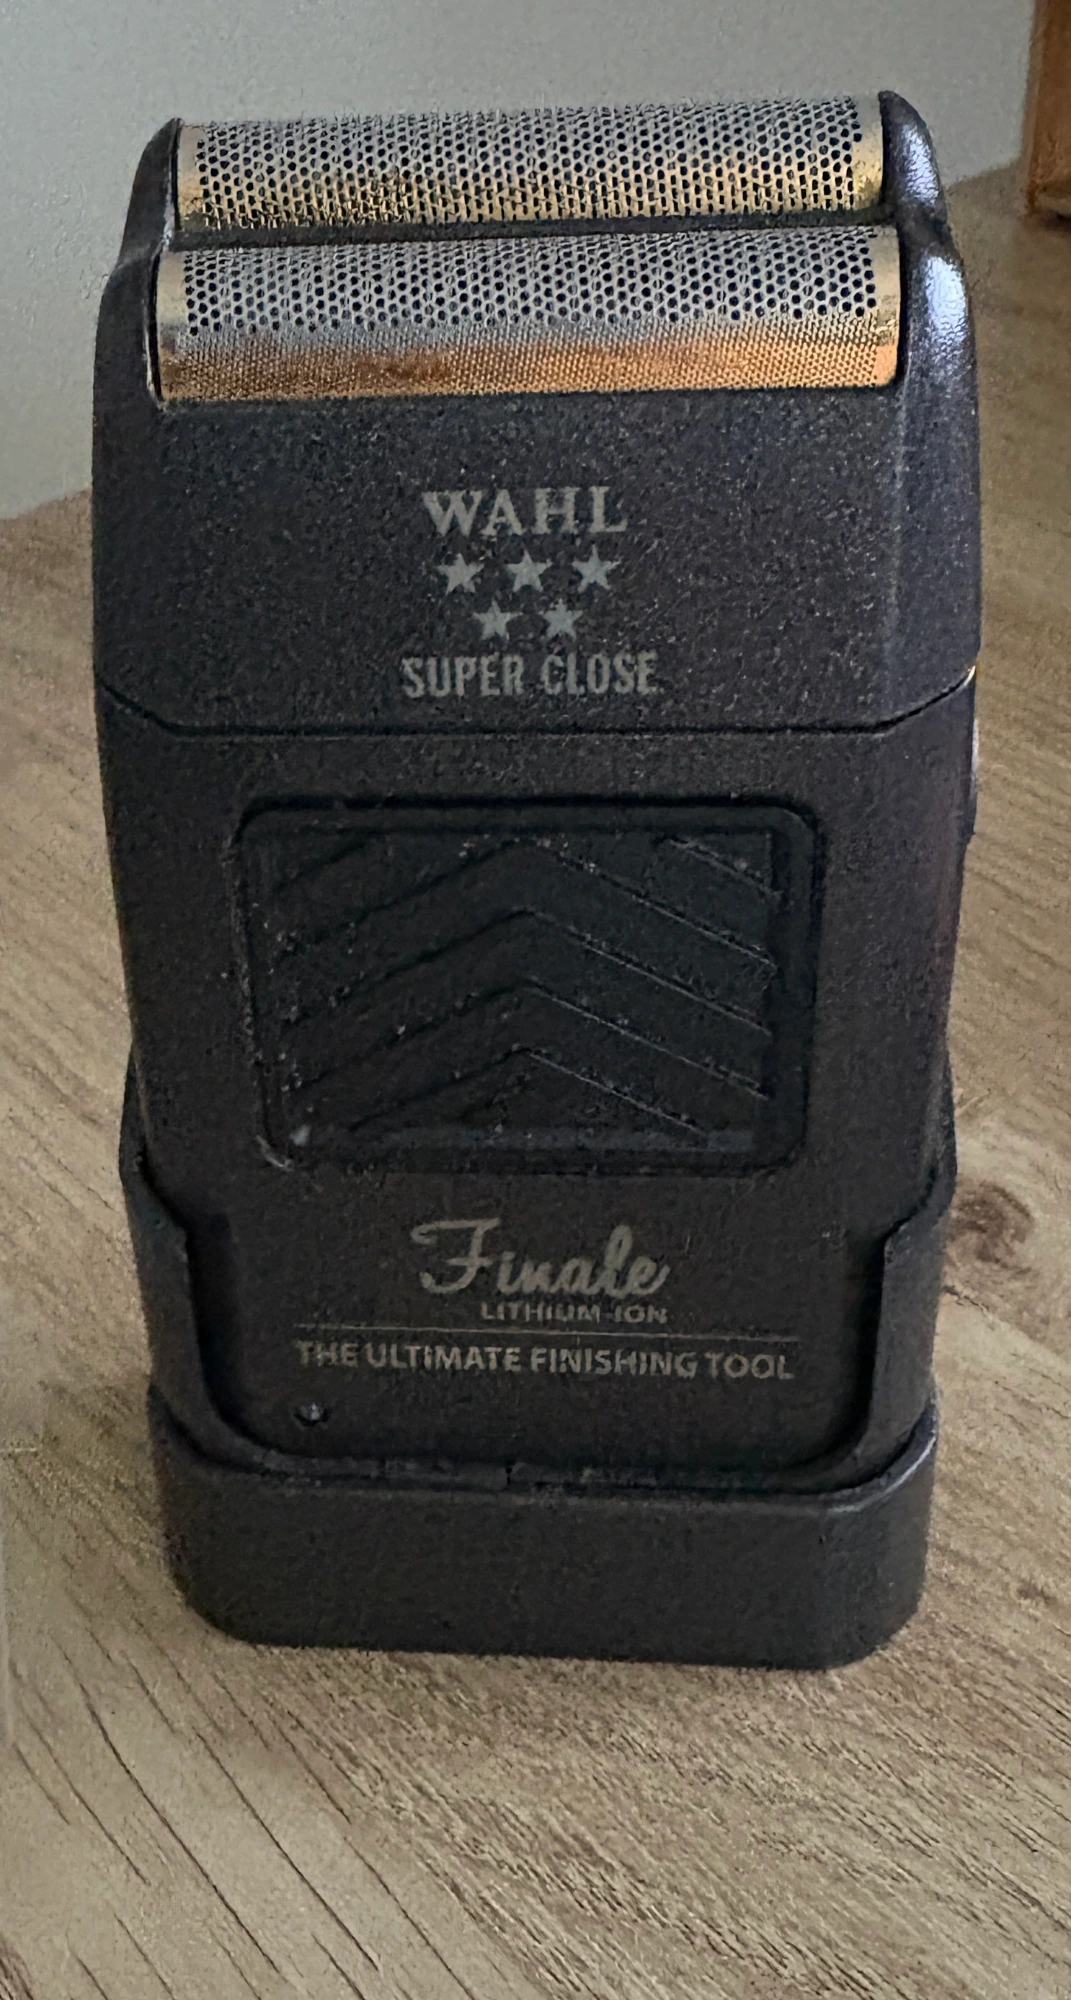 WAHL
SUPER CLOSE
Finale
LITHIUM-ION
THE ULTIMATE FINISHING TOOL